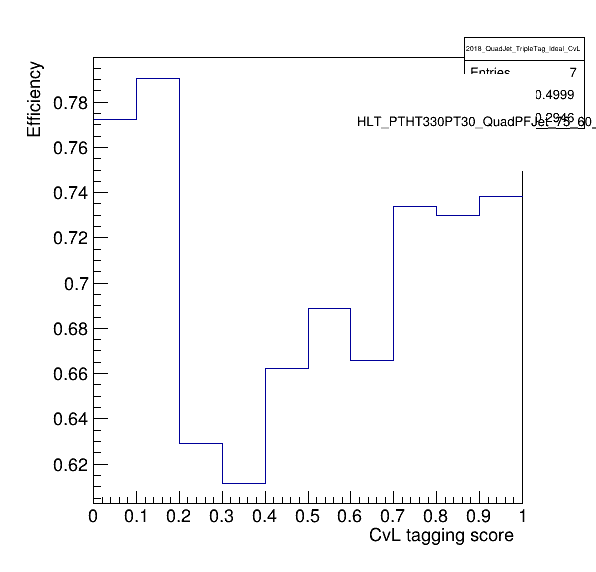 2018_QuadJet_TripleTag_Ideal_CvL
Entries 7
0.4999
0.2946
HLT_PTHT330PT30_QuadPFJet_75_60_
Efficiency
0.78
0.76
0.74
0.72
0.7
0.68
0.66
0.64
0.62
0 0.1 0.2 0.3 0.4 0.5 0.6 0.7 0.8 0.9 1
CvL tagging score